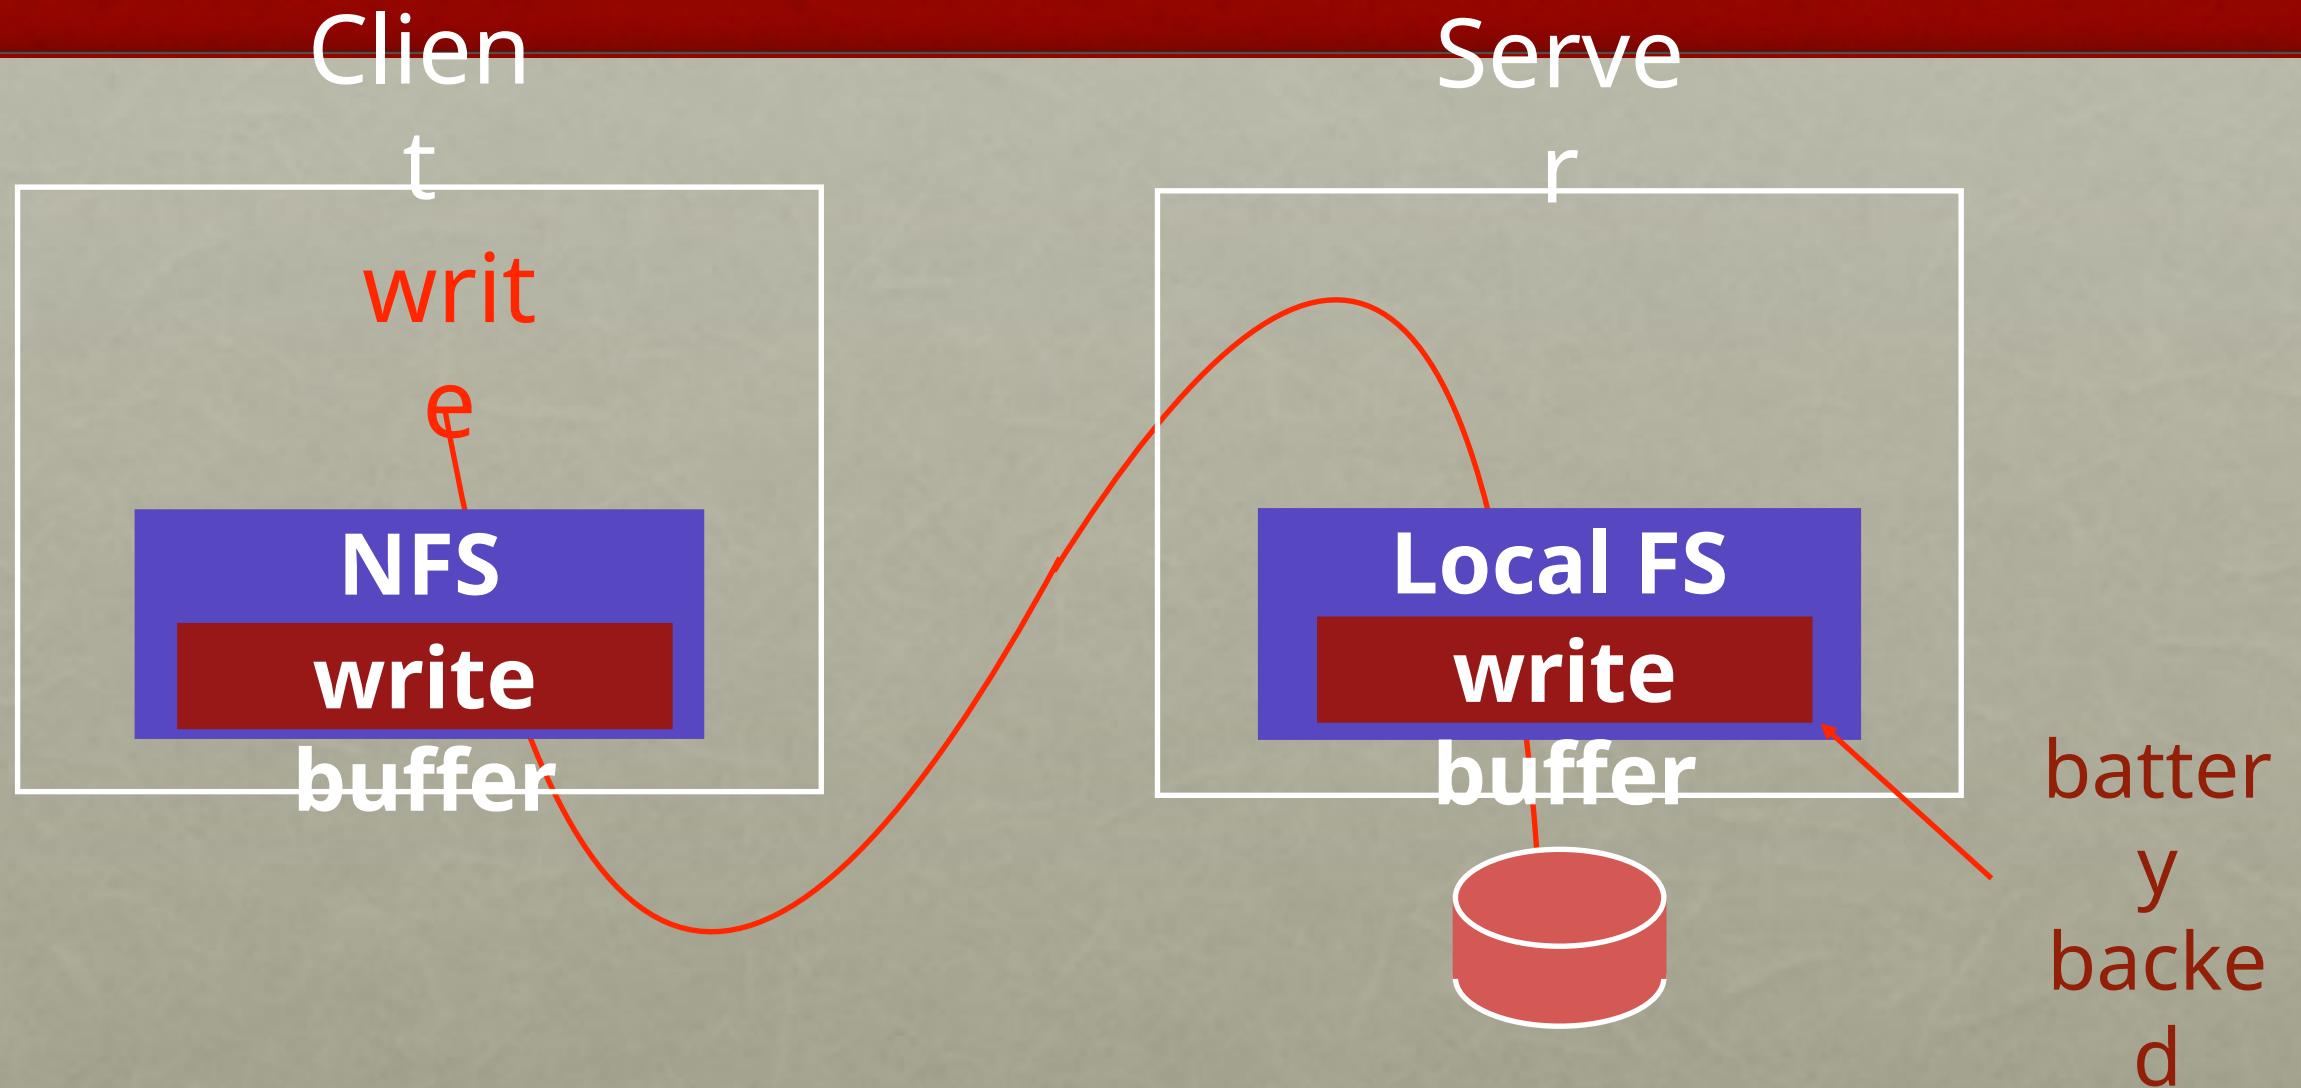 Clien
t
writ
e
NFS
write
buffer
Serve
r
Local FS
write
buffer
batter
y
backe
d